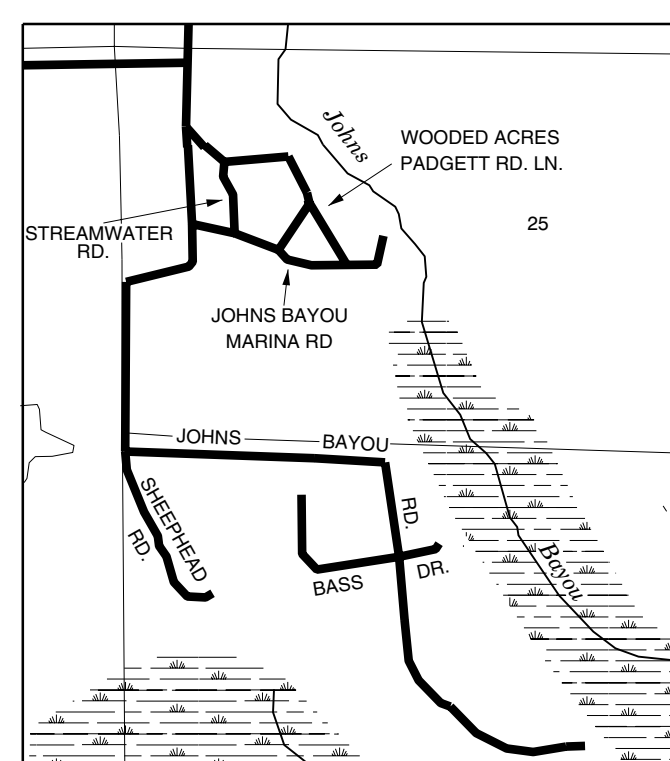 Johns
WOODED ACRES
PADGETT RD. LN.
25
STREAMWATER
RD.
JOHNS BAYOU
MARINA RD
JOHNS BAYOU
RD.
SHEEPHEAD
RD.
BASS DR.
Bayou